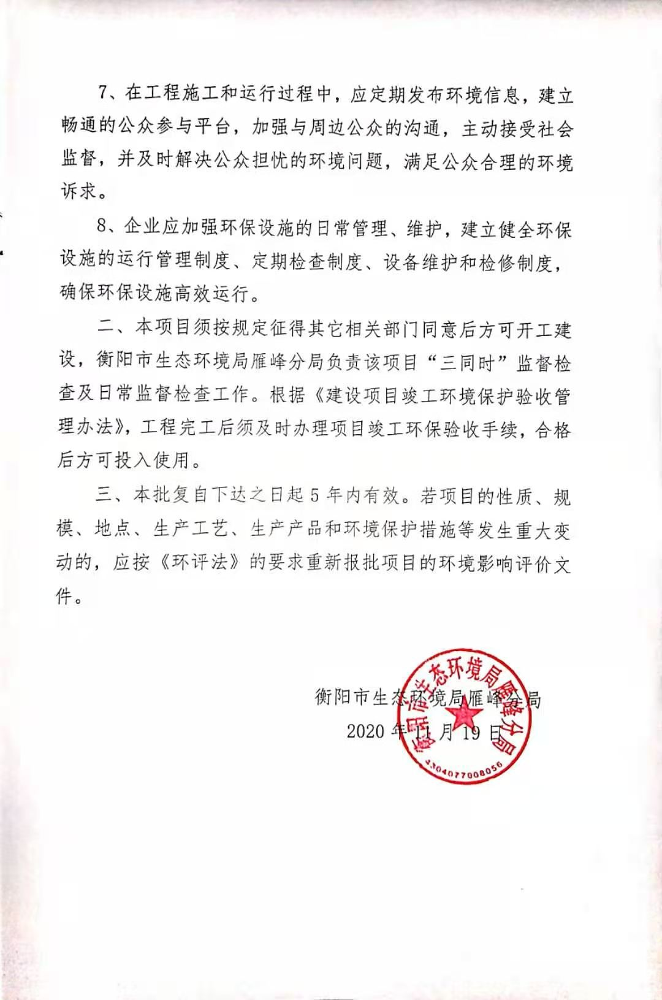 7、在工程施工和运行过程中，应定期发布环境信息，建立
畅通的公众参与平台，加强与周边公众的沟通，主动接受社会
监督，并及时解决公众担忧的环境问题，满足公众合理的环境
诉求。
8、企业应加强环保设施的日常管理、维护，建立健全环保
设施的运行管理制度、定期检查制度、设备维护和检修制度，
确保环保设施高效运行。
二、本项目须按规定征得其它相关部门同意后方可开工建
设，衡阳市生态环境局雁峰分局负责该项目“三同时”监督检
查及日常监督检查工作。根据《建设项目竣工环境保护验收管
理办法》，工程完工后须及时办理项目竣工环保验收手续，合格
后方可投入使用。
三、本批复自下达之日起5年内有效。若项目的性质、规
模、地点、生产工艺、生产产品和环境保护措施等发生重大变
动的，应按《环评法》的要求重新报批项目的环境影响评价文
件。
衡阳市生态环境局雁峰分局
2020年11月19日
衡阳市生态环境局雁峰分局
4304077008056